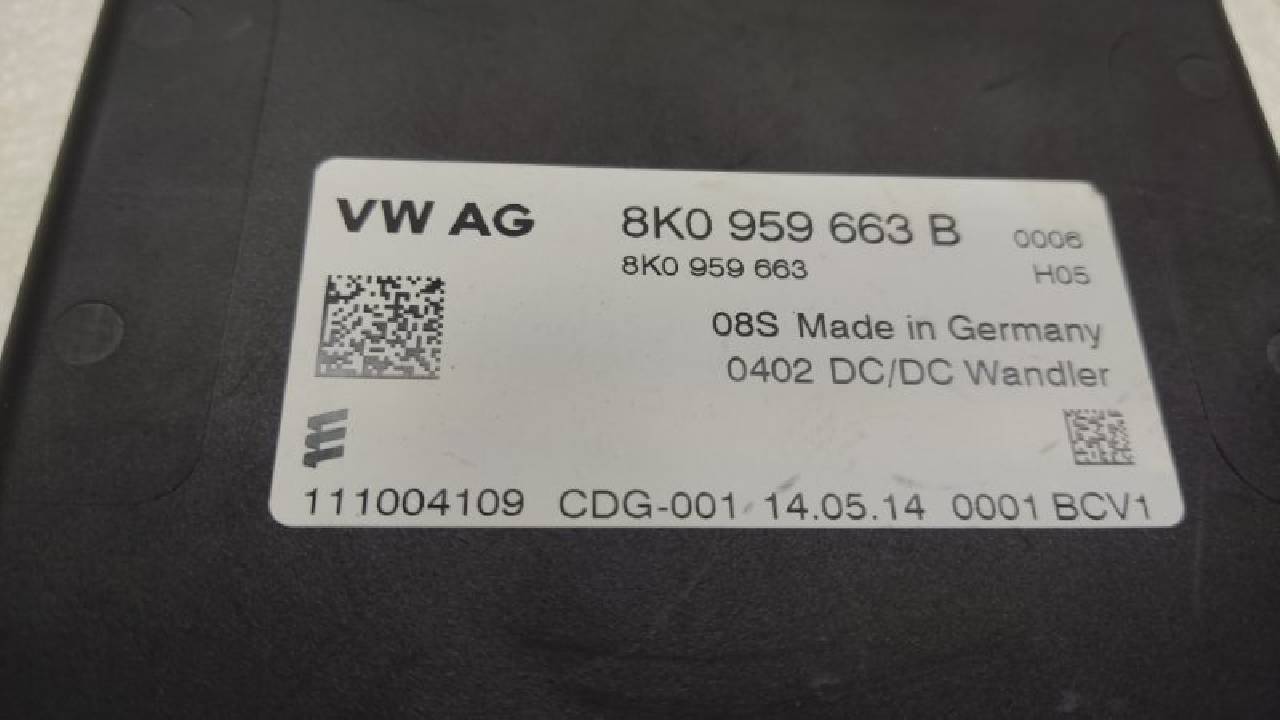 VW AG 8K0 959 663 B 0006
8K0 959 663 H05
08S Made in Germany
0402 DC/DC Wandler
111004109 CDG-001 14.05.14 0001 BCV1